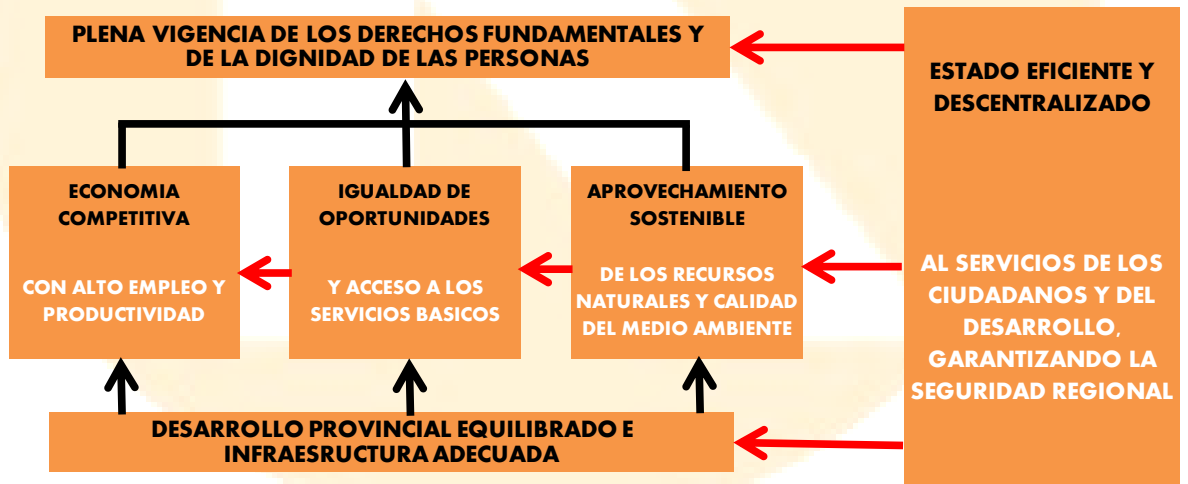 PLENA VIGENCIA DE LOS DERECHOS FUNDAMENTALES Y
DE LA DIGNIDAD DE LAS PERSONAS
ECONOMIA
COMPETITIVA
CON ALTO EMPLEO Y
PRODUCTIVIDAD
IGUALDAD DE
OPORTUNIDADES
Y ACCESO A LOS
SERVICIOS BASICOS
APROVECHAMIENTO
SOSTENIBLE
DE LOS RECURSOS
NATURALES Y CALIDAD
DEL MEDIO AMBIENTE
DESARROLLO PROVINCIAL EQUILIBRADO E
INFRAESRUCTURA ADECUADA
ESTADO EFICIENTE Y
DESCENTRALIZADO
AL SERVICIOS DE LOS
CIUDADANOS Y DEL
DESARROLLO,
GARANTIZANDO LA
SEGURIDAD REGIONAL